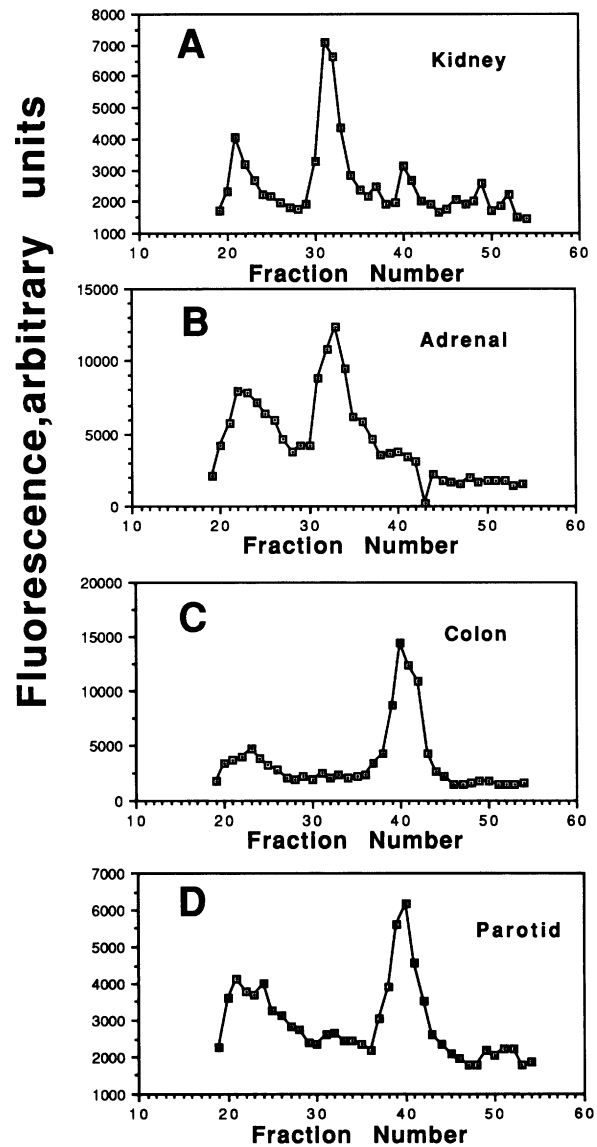 Fluorescence,arbitrary units
A
Kidney
8000
7000
6000
5000
4000
3000
2000
1000
10 20 30 40 50 60
Fraction Number
B
Adrenal
15000
10000
5000
0
10 20 30 40 50 60
Fraction Number
C
Colon
20000
15000
10000
5000
0
10 20 30 40 50 60
Fraction Number
D
Parotid
7000
6000
5000
4000
3000
2000
1000
10 20 30 40 50 60
Fraction Number